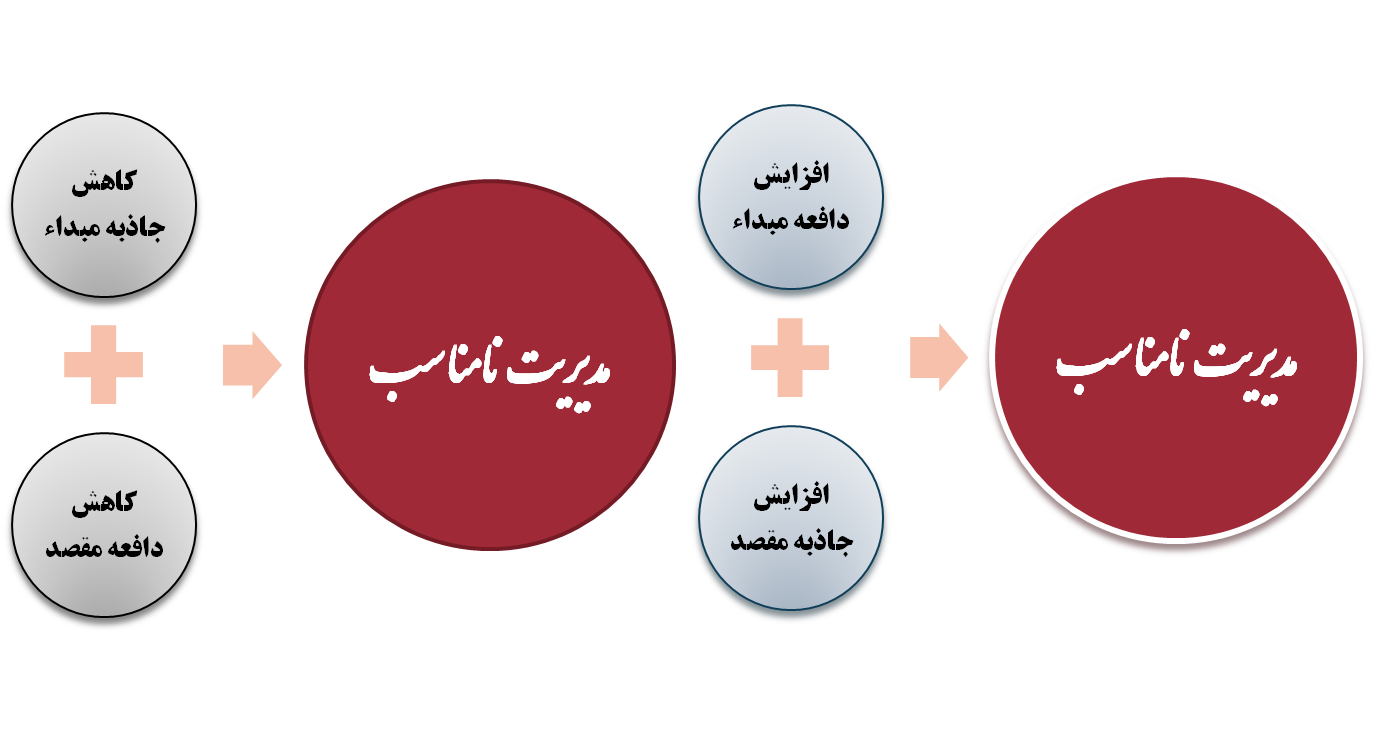 افزایش
دافعه مبداء
افزایش
جاذبه مقصد
مدیریت نامناسب
کاهش
جاذبه مبداء
کاهش
دافعه مقصد
مدیریت نامناسب